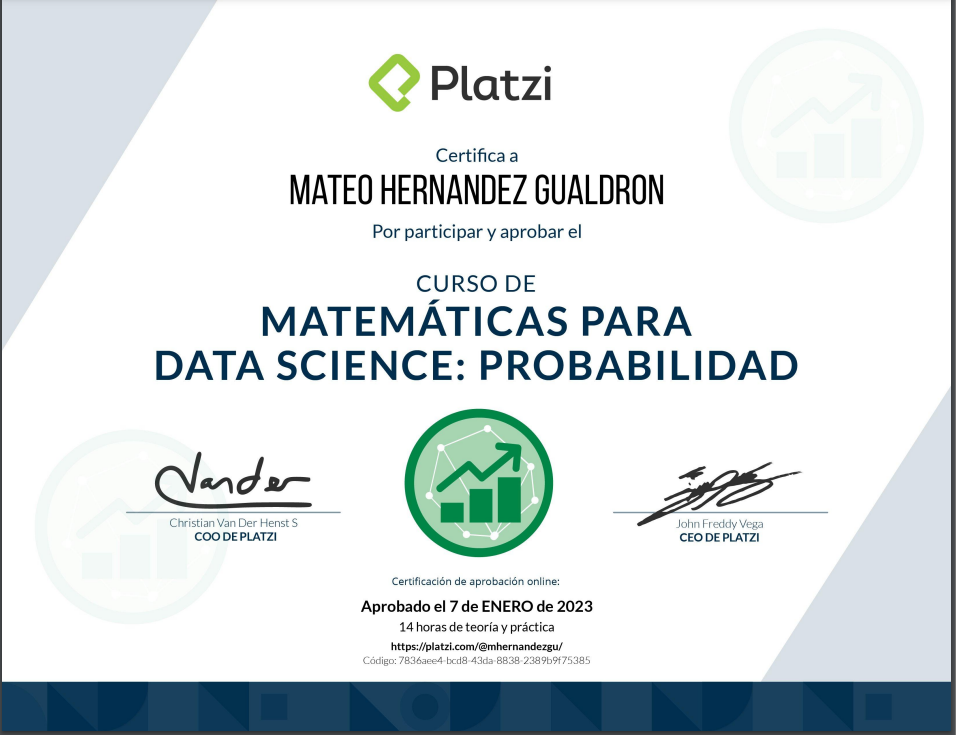 Platzi
Certifica a
MATEO HERNANDEZ GUALDRON
Por participar y aprobar el
CURSO DE
MATEMÁTICAS PARA
DATA SCIENCE: PROBABILIDAD
Vander
Christian Van Der Henst S
COO DE PLATZI
John Freddy Vega
CEO DE PLATZI
Certificación de aprobación online:
Aprobado el 7 de ENERO de 2023
14 horas de teoría y práctica
https://platzi.com/@mhernandezgu/
Código: 7836aee4-bcd8-43da-8838-2389b9f75385